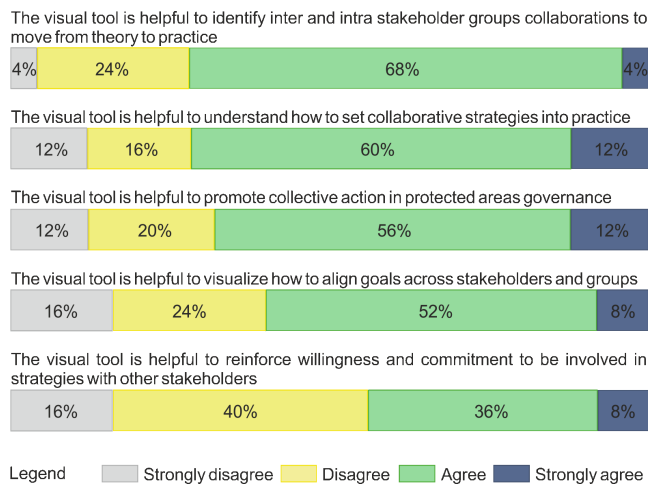 The visual tool is helpful to identify inter and intra stakeholder groups collaborations to
move from theory to practice
4% 24% 68% 4%
The visual tool is helpful to understand how to set collaborative strategies into practice
12% 16% 60% 12%
The visual tool is helpful to promote collective action in protected areas governance
12% 20% 56% 12%
The visual tool is helpful to visualize how to align goals across stakeholders and groups
16% 24% 52% 8%
The visual tool is helpful to reinforce willingness and commitment to be involved in
strategies with other stakeholders
16% 40% 36% 8%
Legend Strongly disagree Disagree Agree Strongly agree